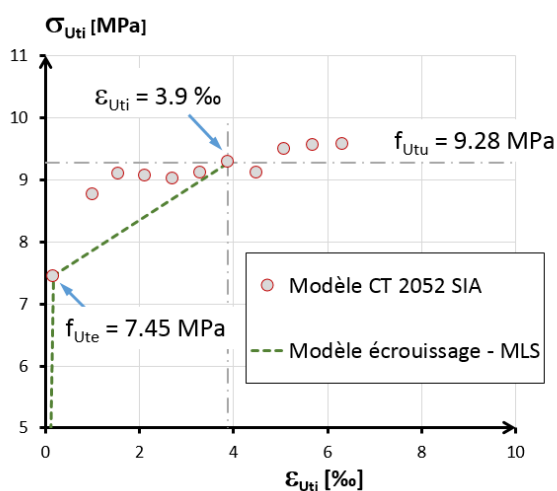 σUti [MPa]
11
10
9
8
7
6
5
εUti = 3.9 ‰
fUtu = 9.28 MPa
fUte = 7.45 MPa
Modèle CT 2052 SIA
Modèle écrouissage - MLS
0 2 4 6 8 10
εUti [‰]